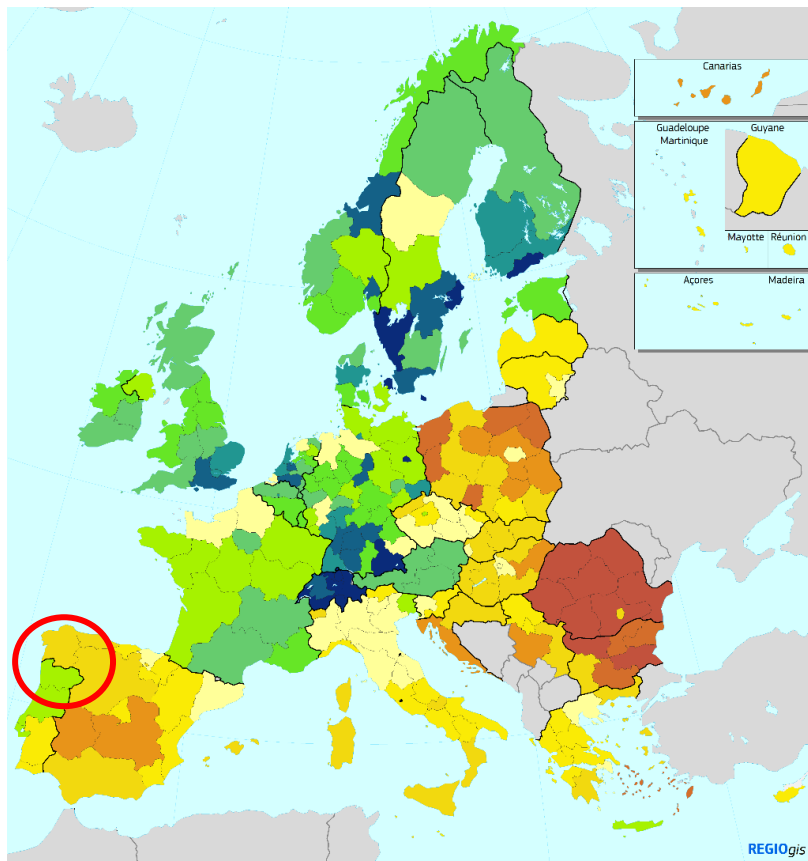 Canarias
Guadeloupe
Martinique
Guyane
Mayotte
Réunion
Açores
Madeira
REGIOgis